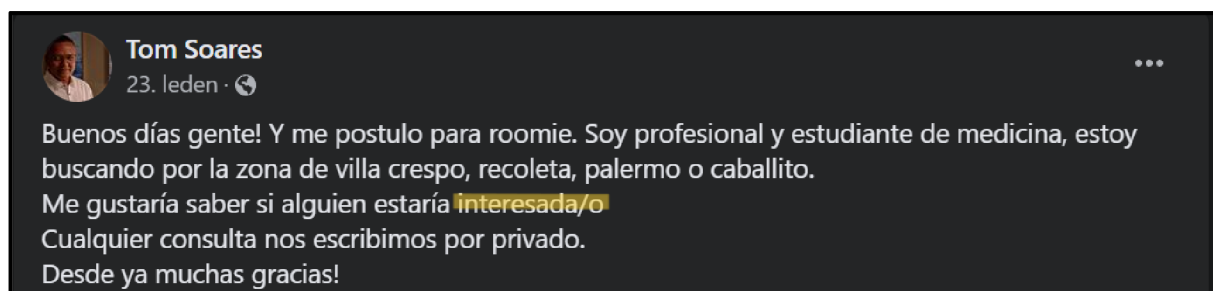 Tom Soares
23. leden ·
Buenos días gente! Y me postulo para roomie. Soy profesional y estudiante de medicina, estoy
buscando por la zona de villa crespo, recoleta, palermo o caballito.
Me gustaría saber si alguien estaría interesada/o
Cualquier consulta nos escribimos por privado.
Desde ya muchas gracias!